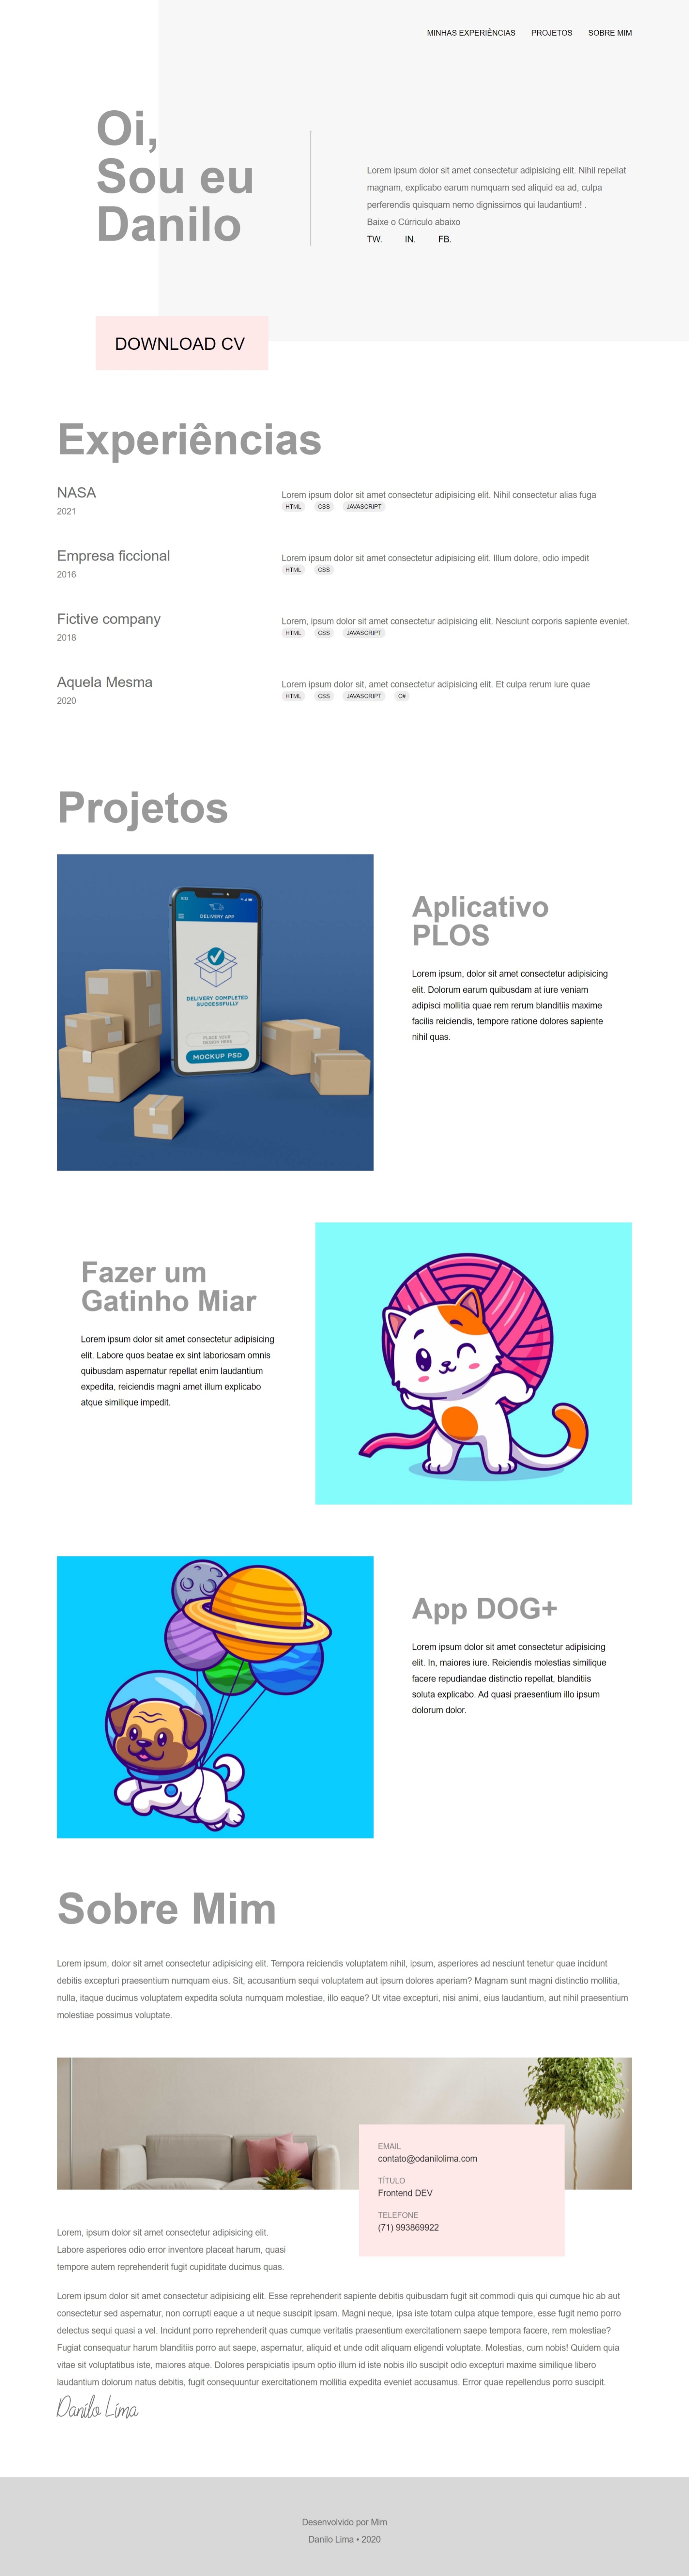 MINHAS EXPERIÊNCIAS PROJETOS SOBRE MIM
Oi,
Sou eu
Danilo
Lorem ipsum dolor sit amet consectetur adipisicing elit. Nihil repellat
magnam, explicabo earum numquam sed aliquid ea ad, culpa
perferendis quisquam nemo dignissimos qui laudantium! .
Baixe o Cúrriculo abaixo
TW. IN. FB.
DOWNLOAD CV
Experiências
NASA
2021
Lorem ipsum dolor sit amet consectetur adipisicing elit. Nihil consectetur alias fuga
HTML CSS JAVASCRIPT
Empresa ficcional
2016
Lorem ipsum dolor sit amet consectetur adipisicing elit. Illum dolore, odio impedit
HTML CSS
Fictive company
2018
Lorem, ipsum dolor sit amet consectetur adipisicing elit. Nesciunt corporis sapiente eveniet.
HTML CSS JAVASCRIPT
Aquela Mesma
2020
Lorem ipsum dolor sit, amet consectetur adipisicing elit. Et culpa rerum iure quae
HTML CSS JAVASCRIPT C#
Projetos
9:31
DELIVERY APP
DELIVERY COMPLETED
SUCCESSFULLY
PLACE YOUR
DESIGN HERE
MOCKUP PSD
Aplicativo
PLOS
Lorem ipsum, dolor sit amet consectetur adipisicing
elit. Dolorum earum quibusdam at iure veniam
adipisci mollitia quae rem rerum blanditiis maxime
facilis reiciendis, tempore ratione dolores sapiente
nihil quas.
Fazer um
Gatinho Miar
Lorem ipsum dolor sit amet consectetur adipisicing
elit. Labore quos beatae ex sint laboriosam omnis
quibusdam aspernatur repellat enim laudantium
expedita, reiciendis magni amet illum explicabo
atque similique impedit.
App DOG+
Lorem ipsum dolor sit amet consectetur adipisicing
elit. In, maiores iure. Reiciendis molestias similique
facere repudiandae distinctio repellat, blanditiis
soluta explicabo. Ad quasi praesentium illo ipsum
dolorum dolor.
Sobre Mim
Lorem ipsum, dolor sit amet consectetur adipisicing elit. Tempora reiciendis voluptatem nihil, ipsum, asperiores ad nesciunt tenetur quae incidunt
debitis excepturi praesentium numquam eius. Sit, accusantium sequi voluptatem aut ipsum dolores aperiam? Magnam sunt magni distinctio mollitia,
nulla, itaque ducimus voluptatem expedita soluta numquam molestiae, illo eaque? Ut vitae excepturi, nisi animi, eius laudantium, aut nihil praesentium
molestiae possimus voluptate.
EMAIL
contato@odanilolima.com
TÍTULO
Frontend DEV
TELEFONE
(71) 993869922
Lorem, ipsum dolor sit amet consectetur adipisicing elit.
Labore asperiores odio error inventore placeat harum, quasi
tempore autem reprehenderit fugit cupiditate ducimus quas.
Lorem ipsum dolor sit amet consectetur adipisicing elit. Esse reprehenderit sapiente debitis quibusdam fugit sit commodi quis qui cumque hic ab aut
consectetur sed aspernatur, non corrupti eaque a ut neque suscipit ipsam. Magni neque, ipsa iste totam culpa atque tempore, esse fugit nemo porro
delectus sequi quasi a vel. Incidunt porro reprehenderit quas cumque veritatis praesentium exercitationem saepe tempora facere, rem molestiae?
Fugiat consequatur harum blanditiis porro aut saepe, aspernatur, aliquid et unde odit aliquam eligendi voluptate. Molestias, cum nobis! Quidem quia
vitae sit voluptatibus iste, maiores atque. Dolores perspiciatis ipsum optio illum id iste nobis illo suscipit odio excepturi maxime similique libero
laudantium dolorum natus debitis, fugit consequuntur exercitationem mollitia expedita eveniet accusamus. Error quae repellendus porro suscipit.
Danilo Lima
Desenvolvido por Mim
Danilo Lima • 2020